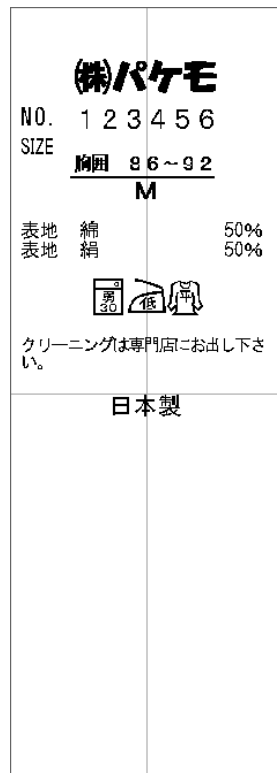 ㈱パケモ
NO. 123456
SIZE
胸囲 86～92
M
表地 綿 50%
表地 絹 50%
男 30 低 平
クリーニングは専門店にお出し下さ
い。
日本製